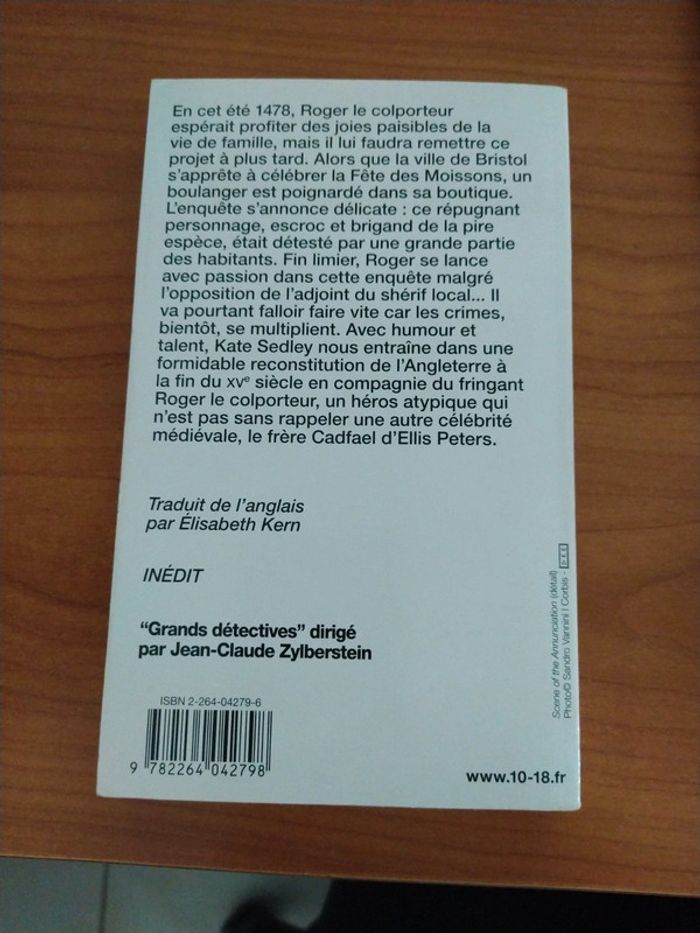 En cet été 1478, Roger le colporteur
espérait profiter des joies paisibles de la
vie de famille, mais il lui faudra remettre ce
projet à plus tard. Alors que la ville de Bristol
s'apprête à célébrer la Fête des Moissons, un
boulanger est poignardé dans sa boutique.
L'enquête s'annonce délicate : ce répugnant
personnage, escroc et brigand de la pire
espèce, était détesté par une grande partie
des habitants. Fin limier, Roger se lance
avec passion dans cette enquête malgré
l'opposition de l'adjoint du shérif local... Il
va pourtant falloir faire vite car les crimes,
bientôt, se multiplient. Avec humour et
talent, Kate Sedley nous entraîne dans une
formidable reconstitution de l'Angleterre à
la fin du XVe siècle en compagnie du fringant
Roger le colporteur, un héros atypique qui
n'est pas sans rappeler une autre célébrité
médiévale, le frère Cadfael d'Ellis Peters.
Traduit de l'anglais
par Élisabeth Kern
INÉDIT
"Grands détectives" dirigé
par Jean-Claude Zylberstein
ISBN 2-264-04279-6
9 782264 042798
www.10-18.fr
Scene of the Annunciation (détail)
Photo© Sandro Vannini / Corbis -